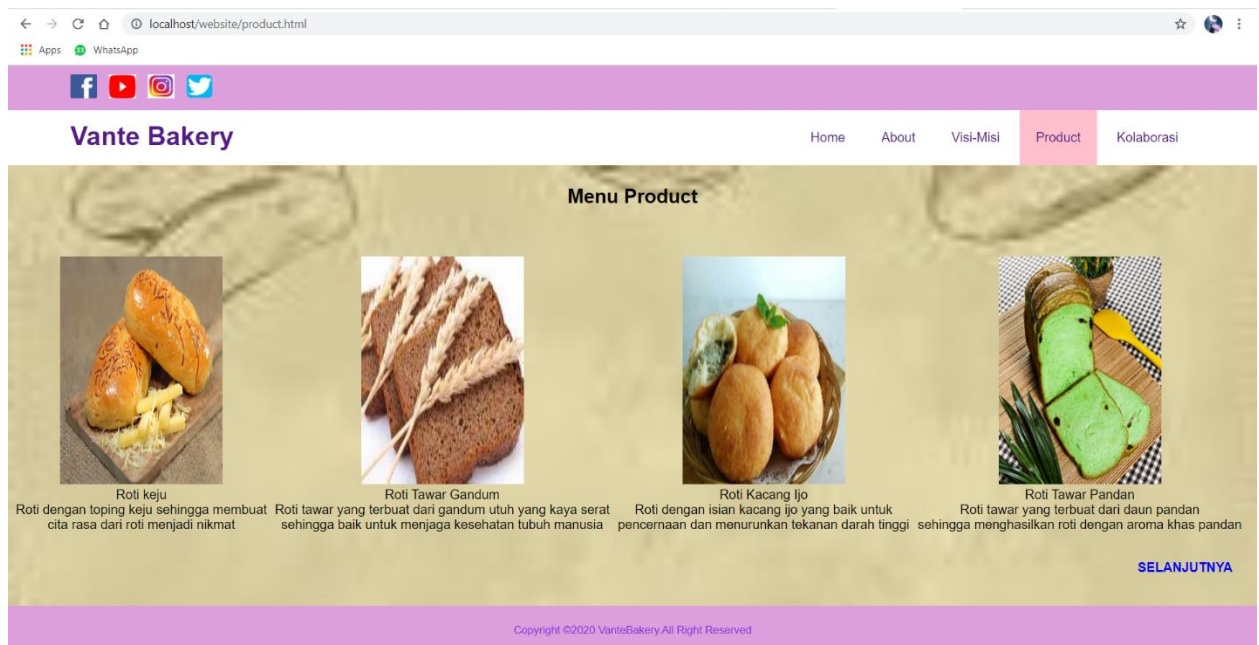 localhost/website/product.html
Apps
WhatsApp
Vante Bakery
Home
About
Visi-Misi
Product
Kolaborasi
Menu Product
Roti keju
Roti dengan toping keju sehingga membuat
cita rasa dari roti menjadi nikmat
Roti Tawar Gandum
Roti tawar yang terbuat dari gandum utuh yang kaya serat
sehingga baik untuk menjaga kesehatan tubuh manusia
Roti Kacang Ijo
Roti dengan isian kacang ijo yang baik untuk
pencernaan dan menurunkan tekanan darah tinggi
Roti Tawar Pandan
Roti tawar yang terbuat dari daun pandan
sehingga menghasilkan roti dengan aroma khas pandan
SELANJUTNYA
Copyright ©2020.VanteBakery.All Right Reserved